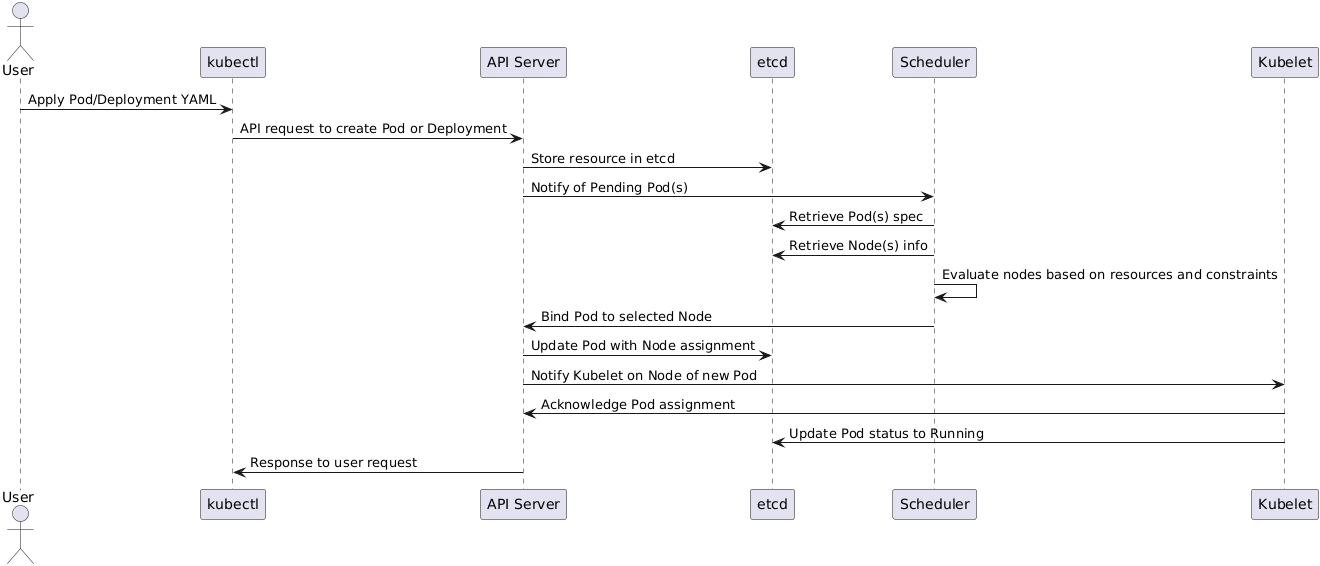 User
kubectl
API Server
etcd
Scheduler
Kubelet
Apply Pod/Deployment YAML
API request to create Pod or Deployment
Store resource in etcd
Notify of Pending Pod(s)
Retrieve Pod(s) spec
Retrieve Node(s) info
Evaluate nodes based on resources and constraints
Bind Pod to selected Node
Update Pod with Node assignment
Notify Kubelet on Node of new Pod
Acknowledge Pod assignment
Update Pod status to Running
Response to user request
User
kubectl
API Server
etcd
Scheduler
Kubelet